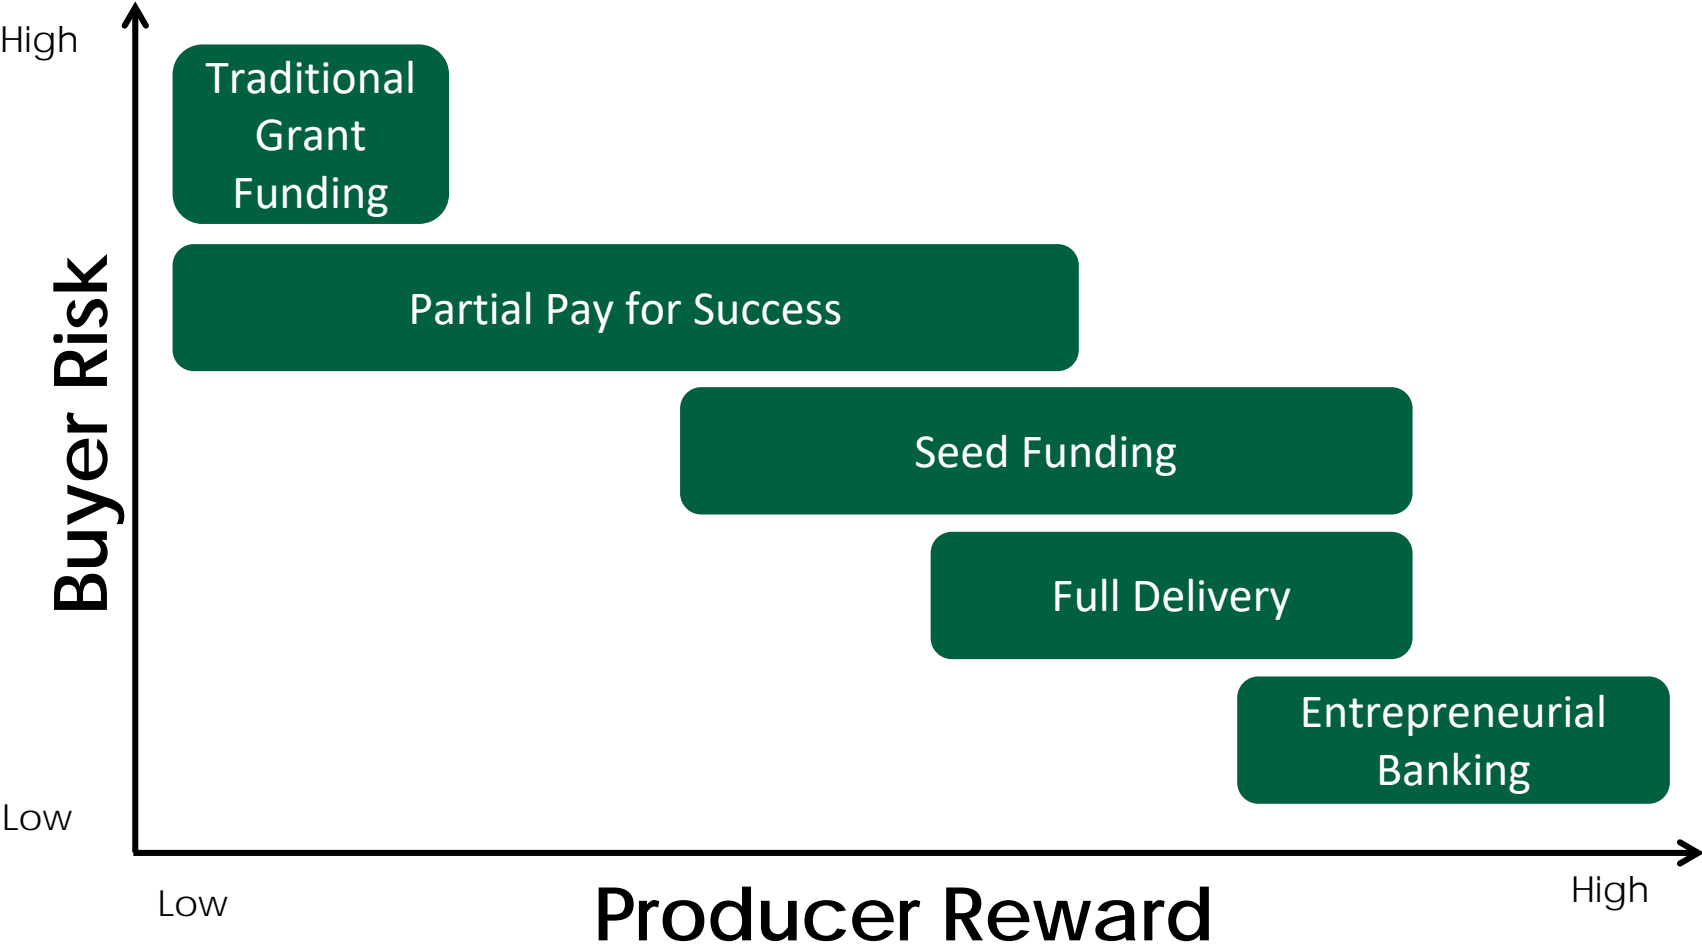 High
Traditional
Grant
Funding
Partial Pay for Success
Buyer Risk
Seed Funding
Full Delivery
Entrepreneurial
Banking
Low
Low
Producer Reward
High